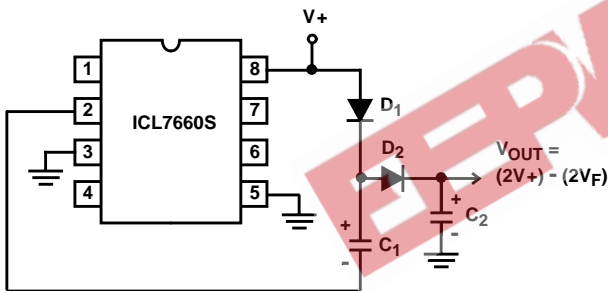 V+
1
2
3
4
ICL7660S
8
7
6
5
D1
D2
VOUT =
(2V+) - (2VF)
+
C1
-
+
C2
-